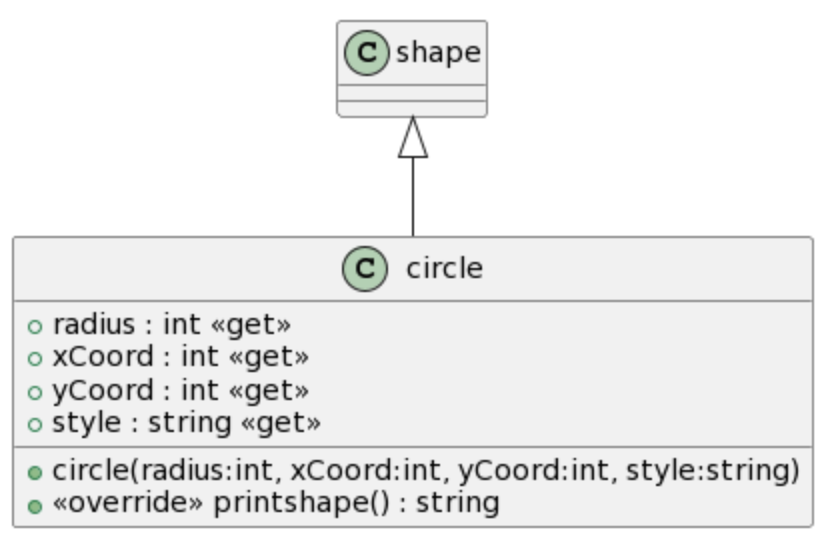 C shape
C circle
radius : int «get»
xCoord : int «get»
yCoord : int «get»
style : string «get»
circle(radius:int, xCoord:int, yCoord:int, style:string)
«override» printshape() : string